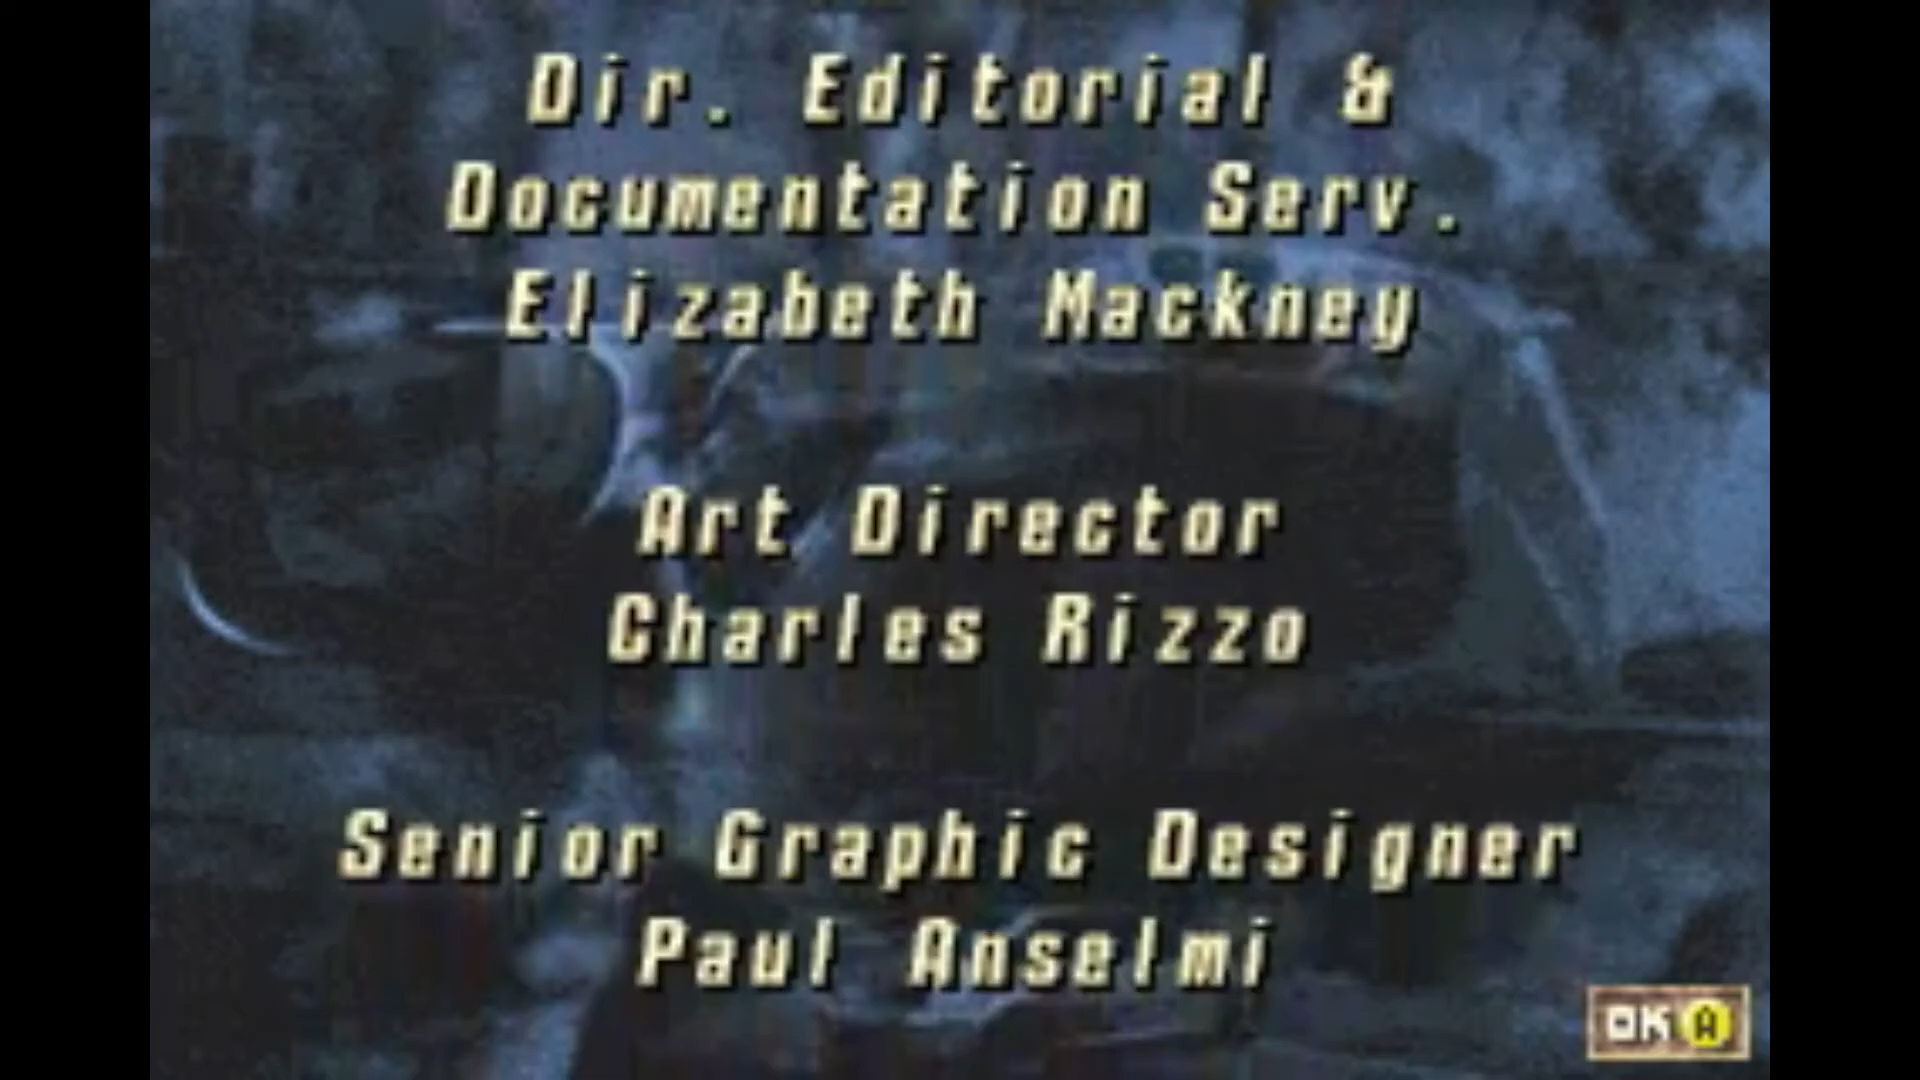 Dir. Editorial &
Documentation Serv.
Elizabeth Mackney
Art Director
Charles Rizzo
Senior Graphic Designer
Paul Anselmi
OK A